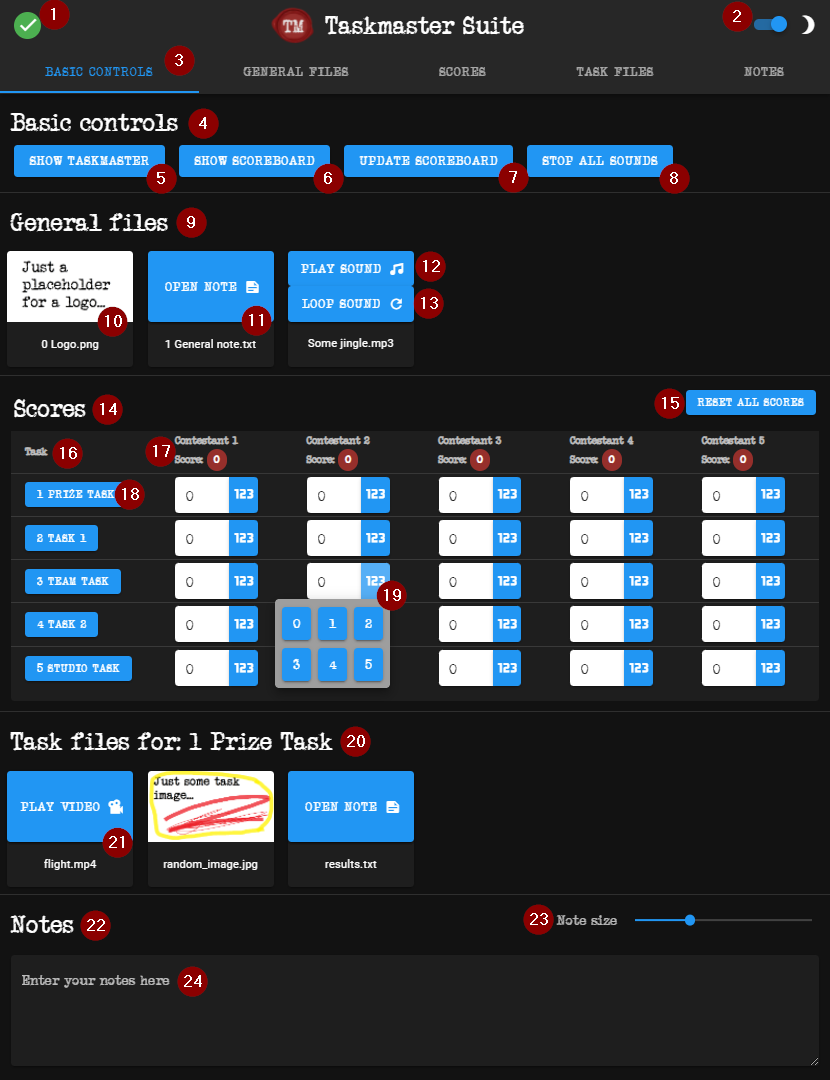 1
TM Taskmaster Suite
2
3
BASIC CONTROLS GENERAL FILES SCORES TASK FILES NOTES
Basic controls 4
SHOW TASKMASTER SHOW SCOREBOARD UPDATE SCOREBOARD STOP ALL SOUNDS
5 6 7 8
General files 9
Just a
placeholder
for a logo...
10
0 Logo.png
OPEN NOTE
11
1 General note.txt
PLAY SOUND 12
LOOP SOUND 13
Some jingle.mp3
Scores 14
15 RESET ALL SCORES
Task 16 17
Contestant 1 Contestant 2 Contestant 3 Contestant 4 Contestant 5
Score: 0 Score: 0 Score: 0 Score: 0 Score: 0
1 PRIZE TASK 18 0 123 0 123 0 123 0 123 0 123
2 TASK 1 0 123 0 123 0 123 0 123 0 123
3 TEAM TASK 0 123 0 123 0 123 0 123 0 123
19
4 TASK 2 0 123 0 1 2 0 123 0 123 0 123
5 STUDIO TASK 0 123 3 4 5 0 123 0 123 0 123
Task files for: 1 Prize Task 20
PLAY VIDEO
21
flight.mp4
Just some task
image...
random_image.jpg
OPEN NOTE
results.txt
Notes 22
23 Note size
Enter your notes here 24